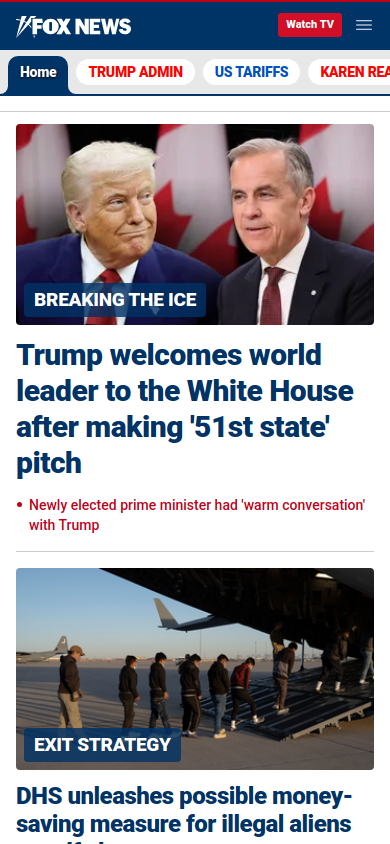 FOX NEWS
Watch TV
Home
TRUMP ADMIN
US TARIFFS
KAREN REA
BREAKING THE ICE
Trump welcomes world
leader to the White House
after making '51st state'
pitch
• Newly elected prime minister had 'warm conversation'
with Trump
EXIT STRATEGY
DHS unleashes possible money-
saving measure for illegal aliens